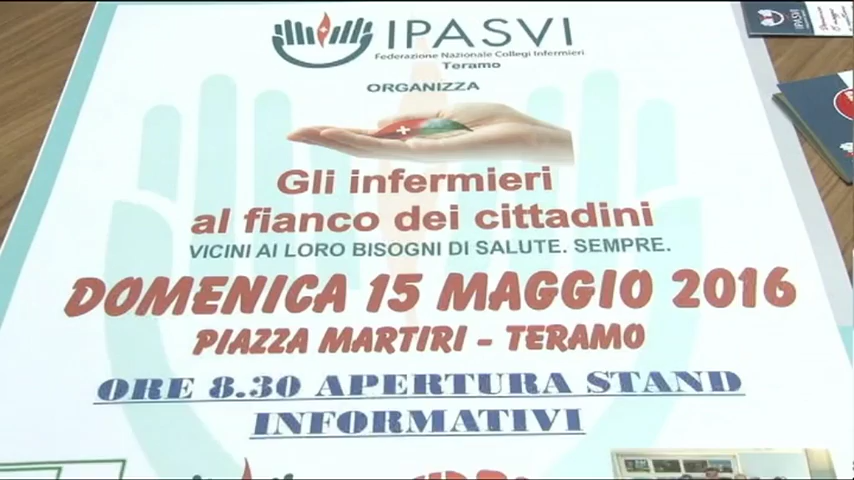 IPASVI
Federazione Nazionale Collegi Infermieri
Teramo
ORGANIZZA
Gli infermieri
al fianco dei cittadini
VICINI AI LORO BISOGNI DI SALUTE. SEMPRE.
DOMENICA 15 MAGGIO 2016
PIAZZA MARTIRI - TERAMO
ORE 8.30 APERTURA STAND
INFORMATIVI
IPASVI